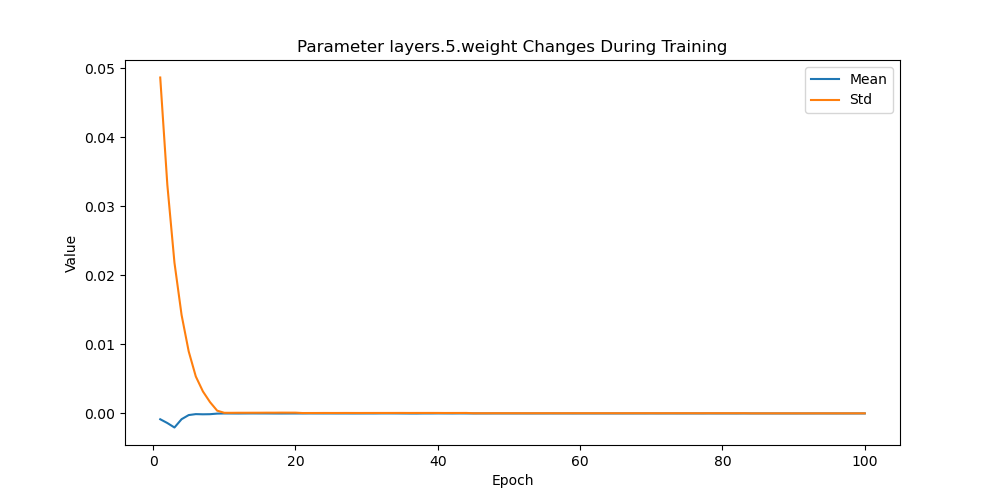 Parameter layers.5.weight Changes During Training
Mean
Std
0.05
0.04
0.03
0.02
0.01
0.00
Value
0
20
40
60
80
100
Epoch